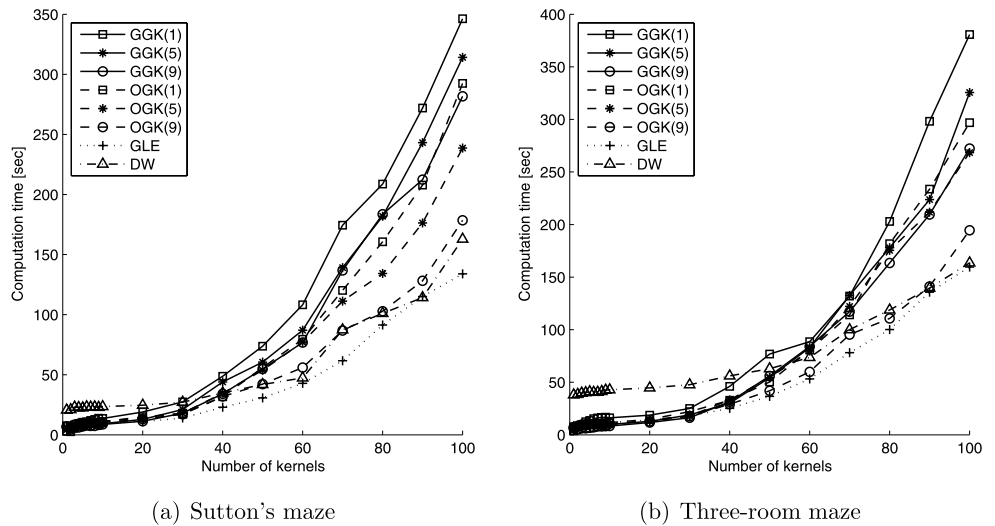 350
300
250
200
150
100
50
0
Computation time [sec]
GGK(1)
GGK(5)
GGK(9)
OGK(1)
OGK(5)
OGK(9)
GLE
DW
0 20 40 60 80 100
Number of kernels
(a) Sutton's maze
400
350
300
250
200
150
100
50
0
Computation time [sec]
GGK(1)
GGK(5)
GGK(9)
OGK(1)
OGK(5)
OGK(9)
GLE
DW
0 20 40 60 80 100
Number of kernels
(b) Three-room maze